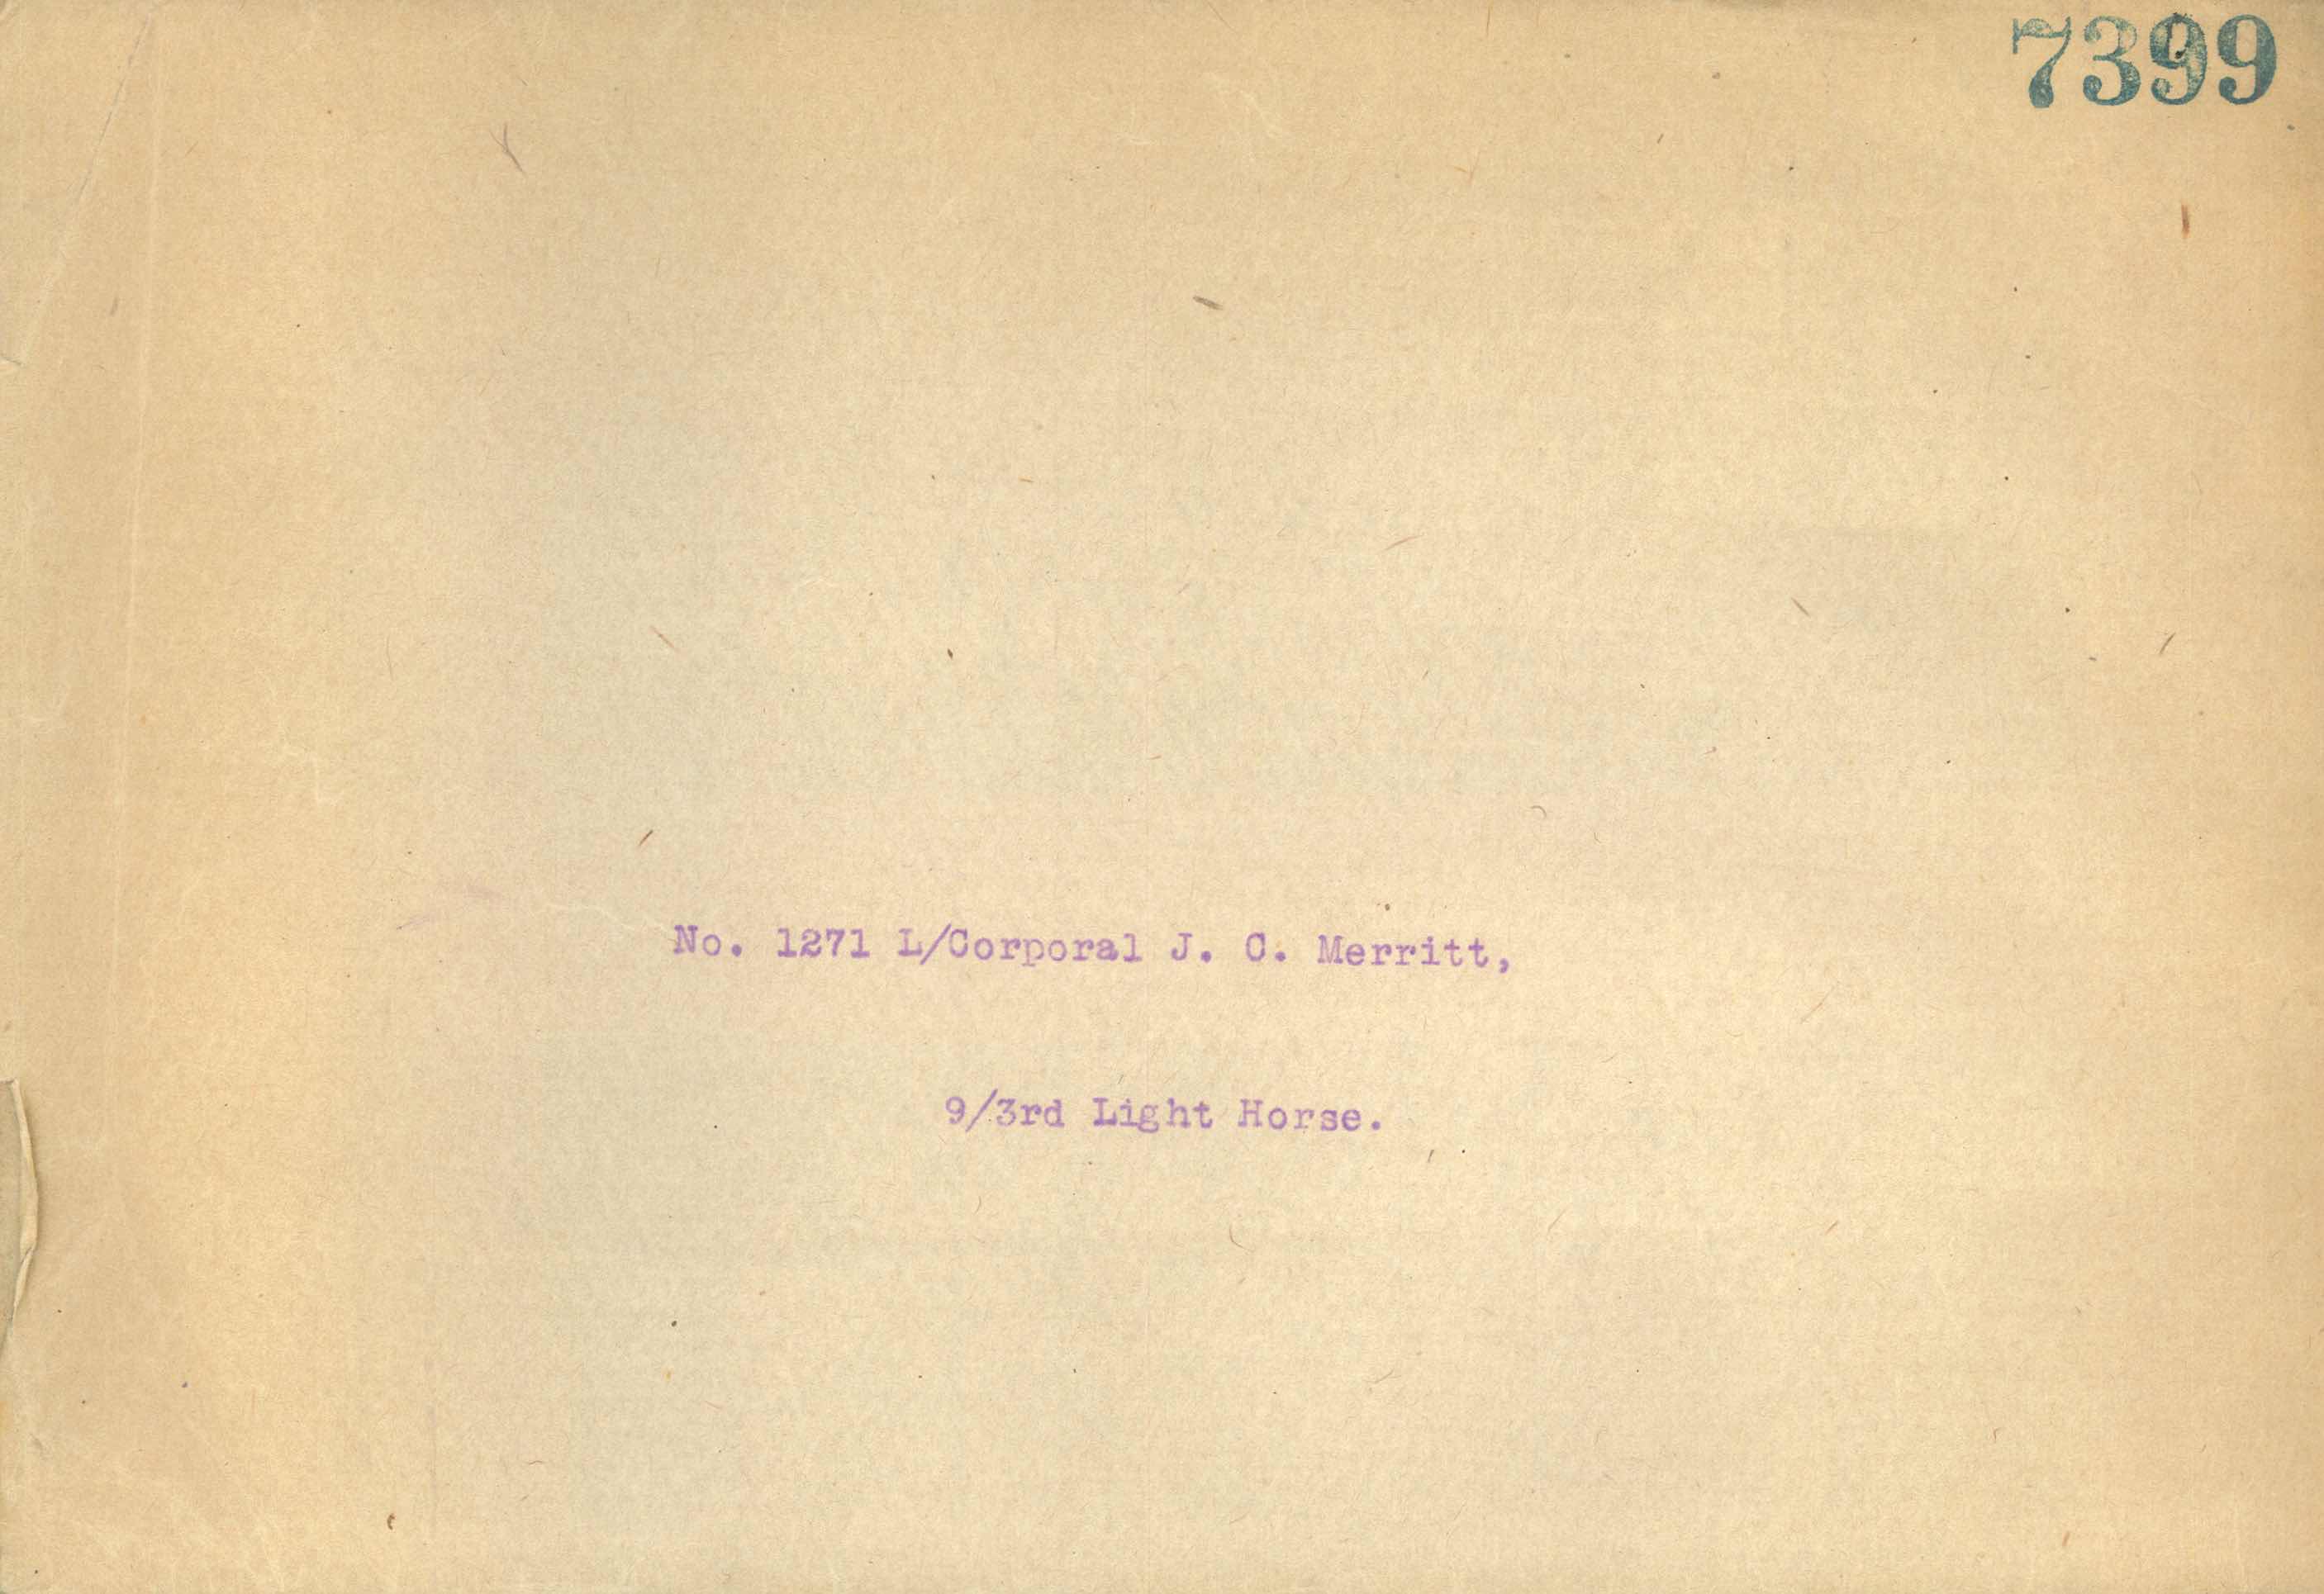 7399
No. 1271 L/Corporal J. C. Merritt,
9/3rd Light Horse.